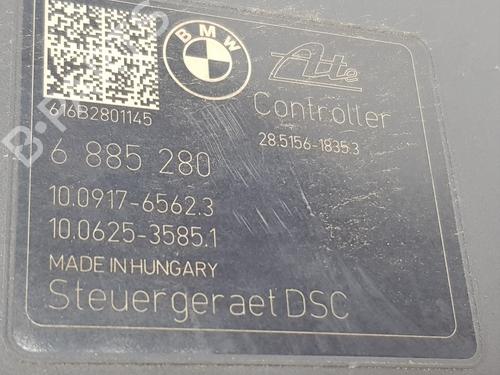 BMW
Ate
616B2801145
Controller
28.5156-1835.3
6 885 280
10.0917-6562.3
10.0625-3585.1
MADE IN HUNGARY
Steuergeraet DSC